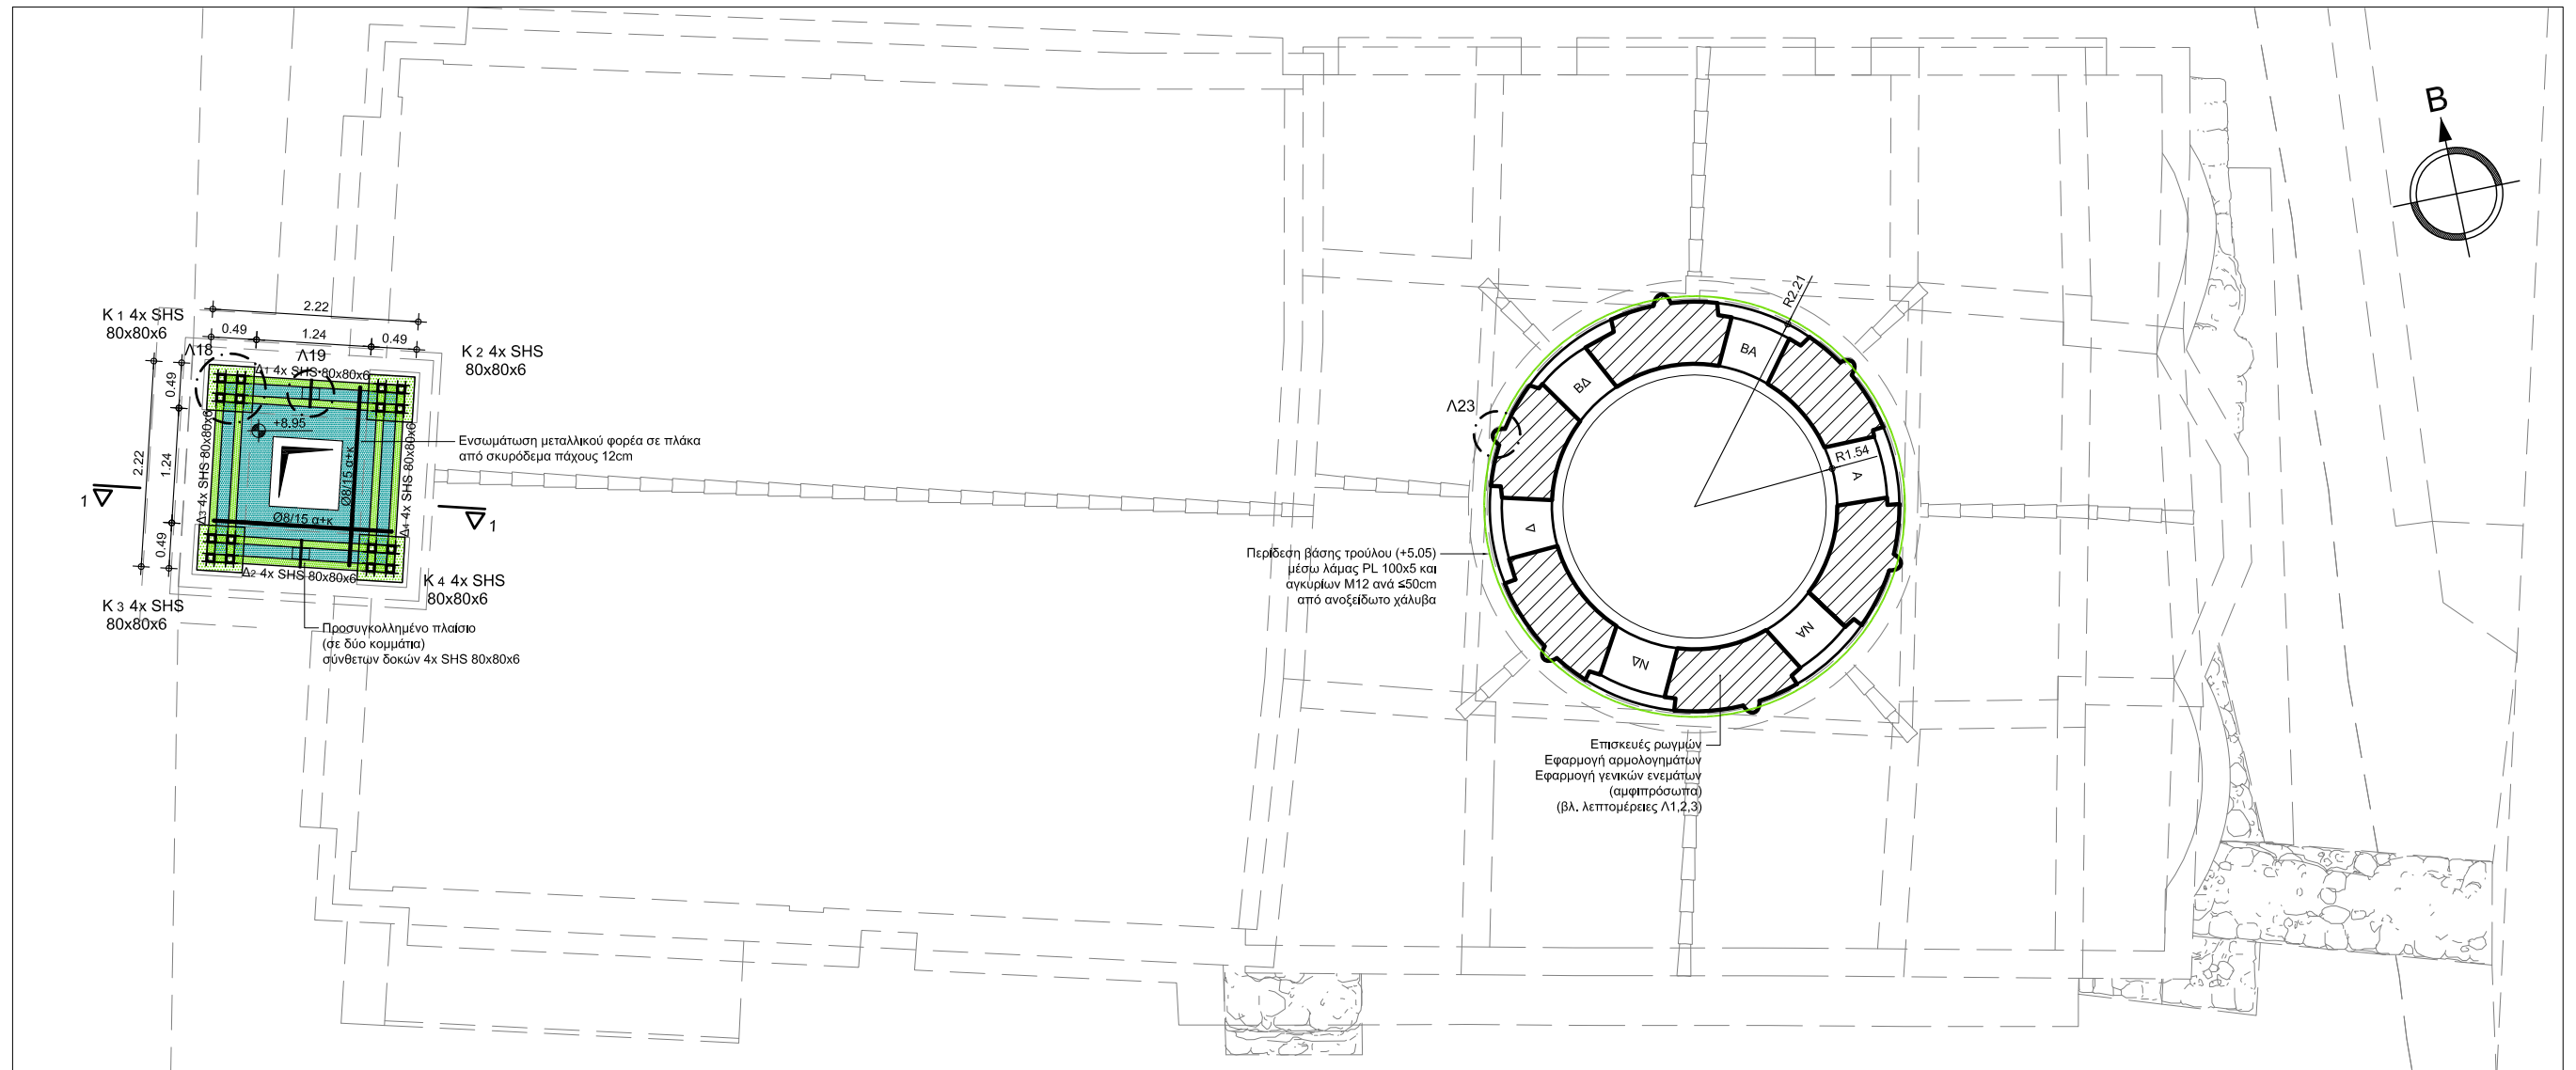 B
2.22
0.49
1.24
0.49
K 1 4x SHS
80x80x6
K 2 4x SHS
80x80x6
Λ18
Λ19
Δ1 4x SHS 80x80x6
0.49
1.24
0.49
2.22
+8.95
Δ3 4x SHS 80x80x6
Δ4 4x SHS 80x80x6
Ø8/15 α+κ
Ø8/15 α+κ
Δ2 4x SHS 80x80x6
1
1
Ενσωμάτωση μεταλλικού φορέα σε πλάκα
από σκυρόδεμα πάχους 12cm
K 3 4x SHS
80x80x6
K 4 4x SHS
80x80x6
Προσυγκολλημένο πλαίσιο
(σε δύο κομμάτια)
σύνθετων δοκών 4x SHS 80x80x6
R2.21
R1.54
ΒΑ
ΒΔ
Α
Δ
ΝΑ
ΝΔ
Λ23
Περίδεση βάσης τρούλου (+5.05)
μέσω λάμας PL 100x5 και
αγκυρίων M12 ανά ≤50cm
από ανοξείδωτο χάλυβα
Επισκευές ρωγμών
Εφαρμογή αρμολογημάτων
Εφαρμογή γενικών ενεμάτων
(αμφιπρόσωπα)
(βλ. λεπτομέρειες Λ1,2,3)